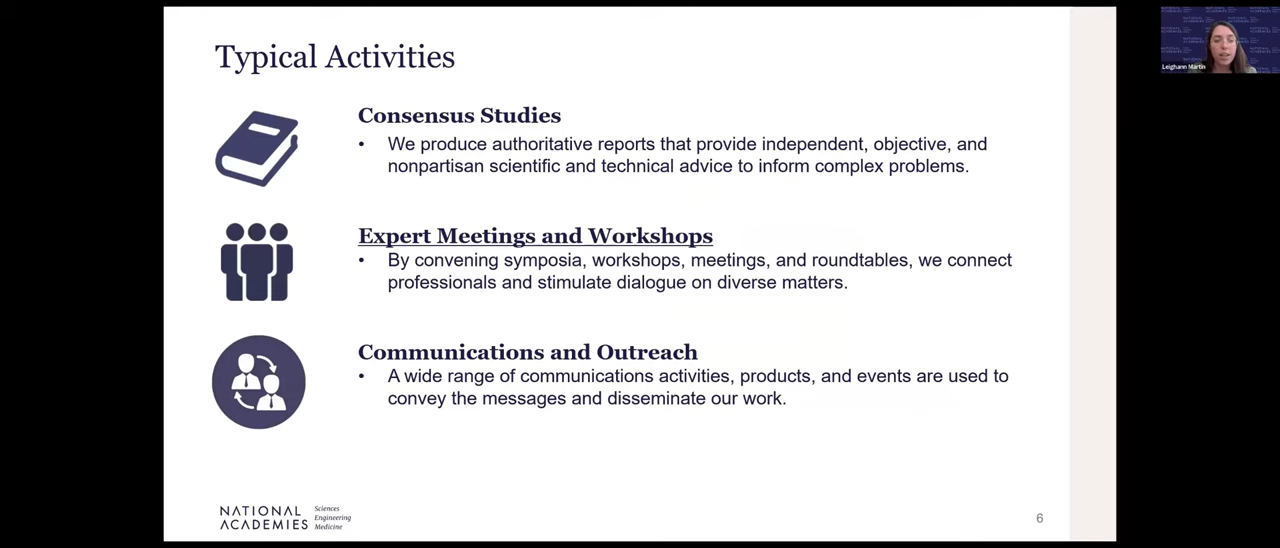 Typical Activities
Consensus Studies
• We produce authoritative reports that provide independent, objective, and
nonpartisan scientific and technical advice to inform complex problems.
Expert Meetings and Workshops
• By convening symposia, workshops, meetings, and roundtables, we connect
professionals and stimulate dialogue on diverse matters.
Communications and Outreach
• A wide range of communications activities, products, and events are used to
convey the messages and disseminate our work.
NATIONAL
ACADEMIES
Sciences
Engineering
Medicine
6
Leighann Martin